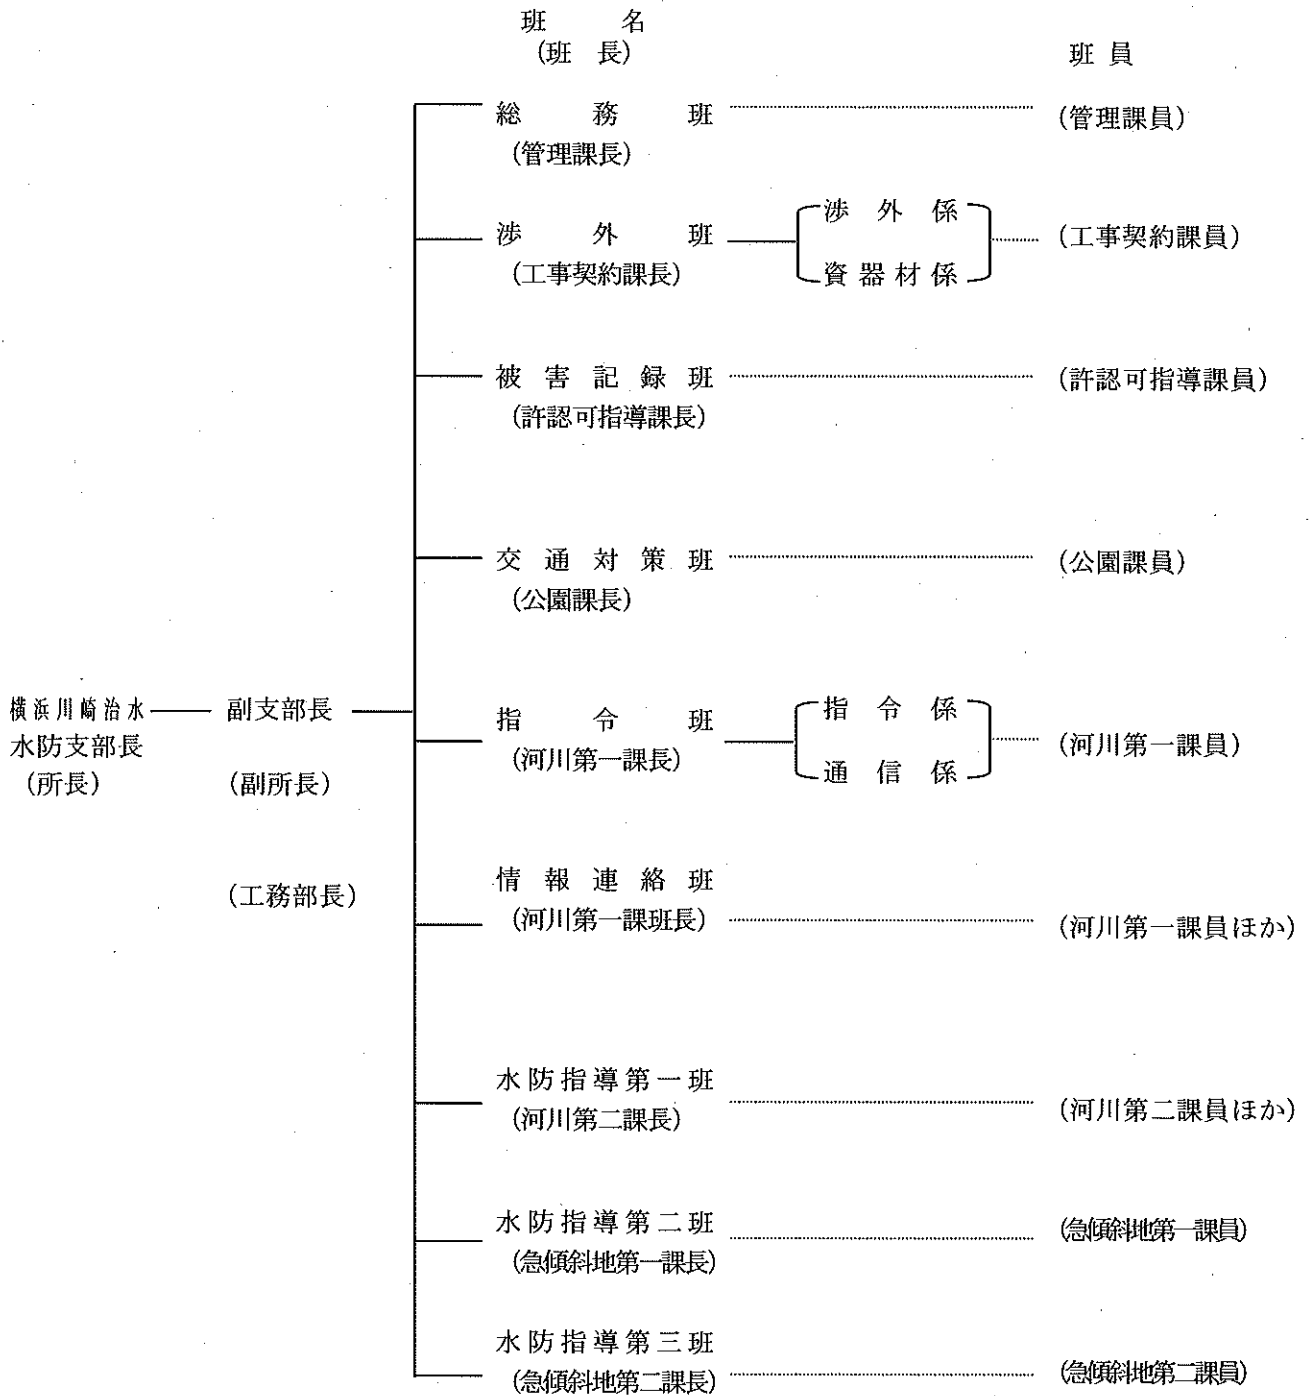 班名
(班長)
班員
総務班
(管理課長)
(管理課員)
渉外班
(工事契約課長)
渉外係
資器材係
(工事契約課員)
被害記録班
(許認可指導課長)
(許認可指導課員)
交通対策班
(公園課長)
(公園課員)
横浜川崎治水
水防支部長
(所長)
副支部長
(副所長)
(工務部長)
指令班
(河川第一課長)
指令係
通信係
(河川第一課員)
情報連絡班
(河川第一課班長)
(河川第一課員ほか)
水防指導第一班
(河川第二課長)
(河川第二課員ほか)
水防指導第二班
(急傾斜地第一課長)
(急傾斜地第一課員)
水防指導第三班
(急傾斜地第二課長)
(急傾斜地第二課員)